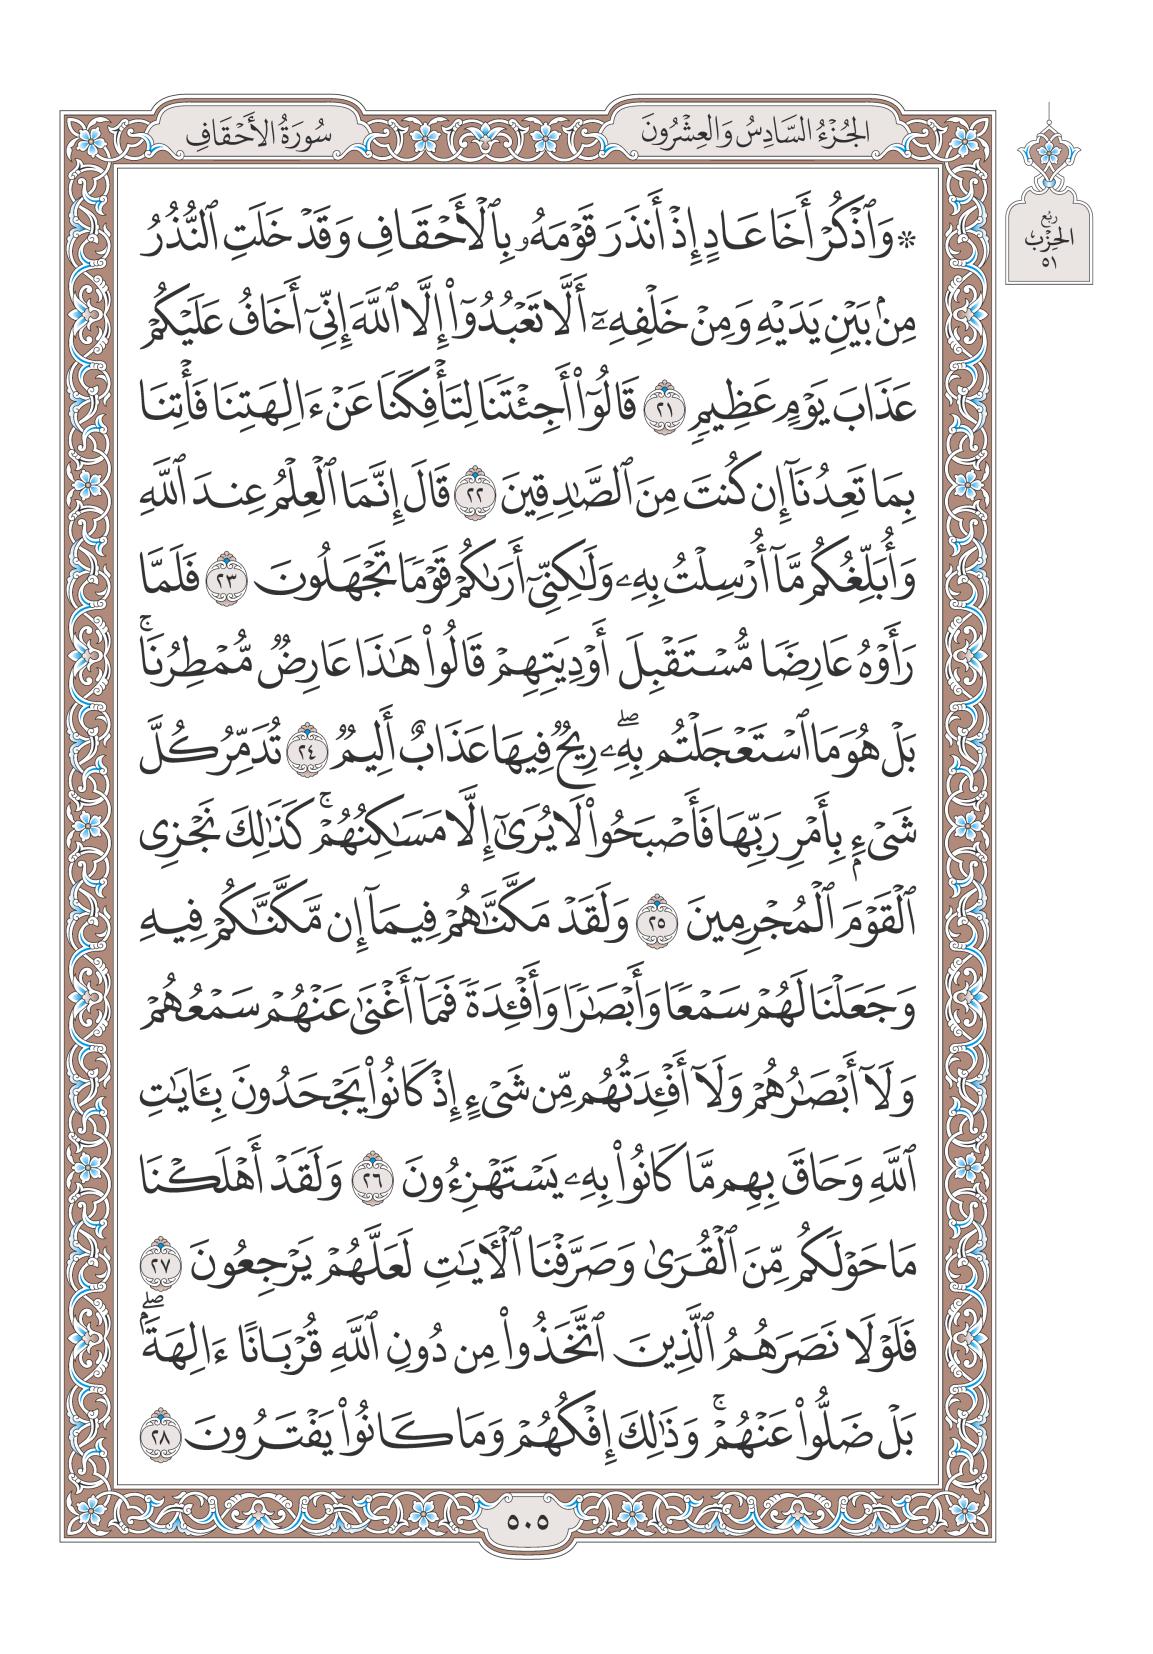 الجُزْءُ السَّادِسُ وَالعِشْرُونَ
سُورَةُ الأَحْقَافِ
ربع
الحِزْبُ
٥١
۞ وَٱذْكُرْ أَخَا عَادٍ إِذْ أَنذَرَ قَوْمَهُۥ بِٱلْأَحْقَافِ وَقَدْ خَلَتِ ٱلنُّذُرُ
مِنۢ بَيْنِ يَدَيْهِ وَمِنْ خَلْفِهِۦٓ أَلَّا تَعْبُدُوٓا۟ إِلَّا ٱللَّهَ إِنِّىٓ أَخَافُ عَلَيْكُمْ
عَذَابَ يَوْمٍ عَظِيمٍ ٢١ قَالُوٓا۟ أَجِئْتَنَا لِتَأْفِكَنَا عَنْ ءَالِهَتِنَا فَأْتِنَا
بِمَا تَعِدُنَآ إِن كُنتَ مِنَ ٱلصَّٰدِقِينَ ٢٢ قَالَ إِنَّمَا ٱلْعِلْمُ عِندَ ٱللَّهِ
وَأُبَلِّغُكُم مَّآ أُرْسِلْتُ بِهِۦ وَلَٰكِنِّىٓ أَرَىٰكُمْ قَوْمًا تَجْهَلُونَ ٢٣ فَلَمَّا
رَأَوْهُ عَارِضًا مُّسْتَقْبِلَ أَوْدِيَتِهِمْ قَالُوا۟ هَٰذَا عَارِضٌ مُّمْطِرُنَا ۚ
بَلْ هُوَ مَا ٱسْتَعْجَلْتُم بِهِۦ ۖ رِيحٌ فِيهَا عَذَابٌ أَلِيمٌ ٢٤ تُدَمِّرُ كُلَّ
شَىْءٍۭ بِأَمْرِ رَبِّهَا فَأَصْبَحُوا۟ لَا يُرَىٰٓ إِلَّا مَسَٰكِنُهُمْ ۚ كَذَٰلِكَ نَجْزِى
ٱلْقَوْمَ ٱلْمُجْرِمِينَ ٢٥ وَلَقَدْ مَكَّنَّٰهُمْ فِيمَآ إِن مَّكَّنَّٰكُمْ فِيهِ
وَجَعَلْنَا لَهُمْ سَمْعًا وَأَبْصَٰرًا وَأَفْـِٔدَةً فَمَآ أَغْنَىٰ عَنْهُمْ سَمْعُهُمْ
وَلَآ أَبْصَٰرُهُمْ وَلَآ أَفْـِٔدَتُهُم مِّن شَىْءٍ إِذْ كَانُوا۟ يَجْحَدُونَ بِـَٔايَٰتِ
ٱللَّهِ وَحَاقَ بِهِم مَّا كَانُوا۟ بِهِۦ يَسْتَهْزِءُونَ ٢٦ وَلَقَدْ أَهْلَكْنَا
مَا حَوْلَكُم مِّنَ ٱلْقُرَىٰ وَصَرَّفْنَا ٱلْـَٔايَٰتِ لَعَلَّهُمْ يَرْجِعُونَ ٢٧
فَلَوْلَا نَصَرَهُمُ ٱلَّذِينَ ٱتَّخَذُوا۟ مِن دُونِ ٱللَّهِ قُرْبَانًا ءَالِهَةًۢ ۖ
بَلْ ضَلُّوا۟ عَنْهُمْ ۚ وَذَٰلِكَ إِفْكُهُمْ وَمَا كَانُوا۟ يَفْتَرُونَ ٢٨
٥٠٥